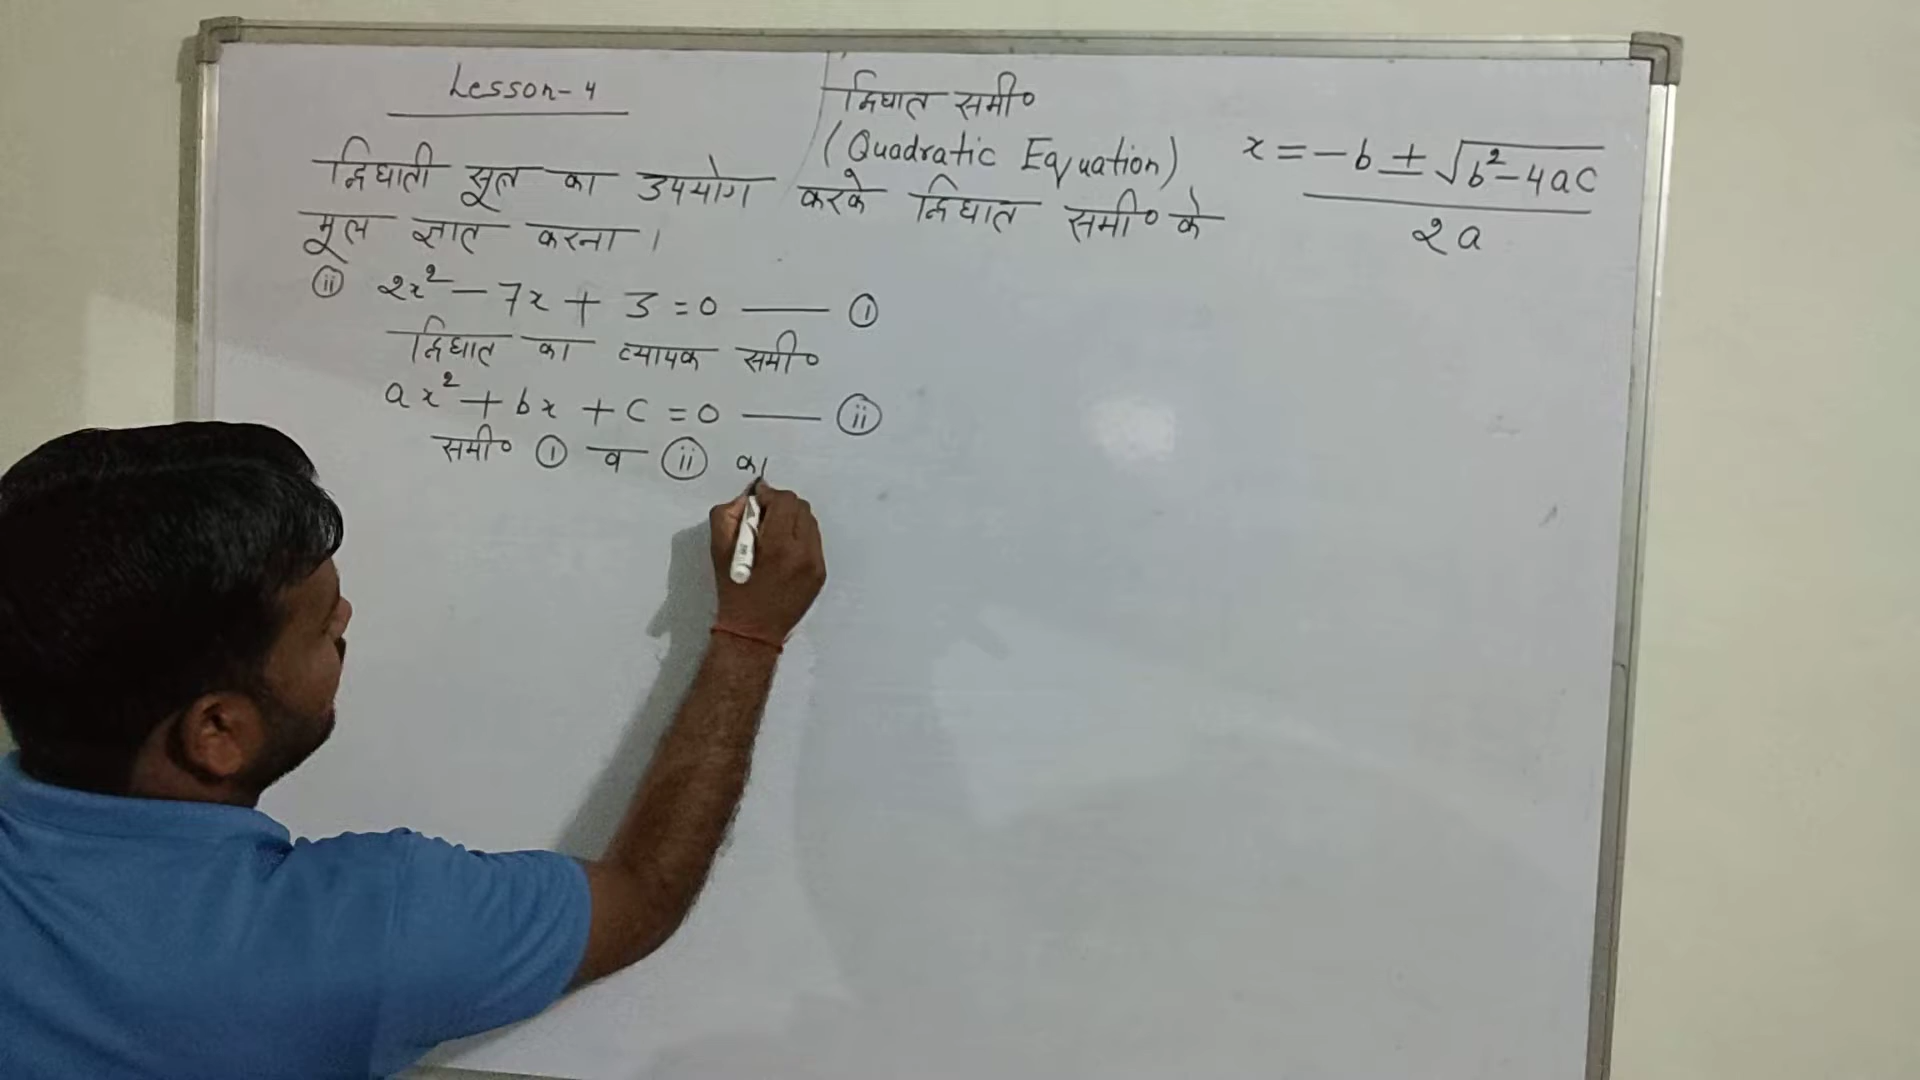 Lesson-4
द्विघात समी०
(Quadratic Equation)
x = -b ± √b²-4ac
2a
द्विघाती सूत्र का उपयोग करके द्विघात समी० के
मूल ज्ञात करना।
(ii) 2x² - 7x + 3 = 0 —— (i)
द्विघात का व्यापक समी०
ax² + bx + c = 0 —— (ii)
समी० (i) व (ii) का